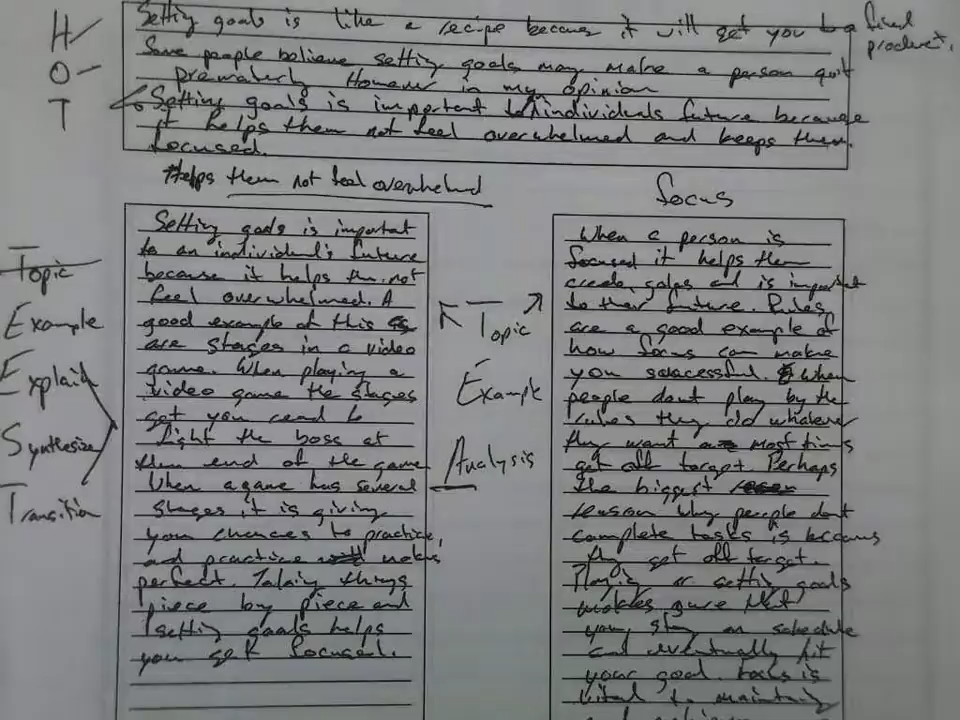 H
O
T
Setting goals is like a recipe because it will get you to a final
product.
Some people believe setting goals may make a person quit
prematurly However in my opinion
Setting goals is important to individuals future because
it helps them not feel overwhelmed and keeps them
focused.
Helps them not feel overwhelmd
Setting goals is important
to an individual's future
because it helps them not
feel overwhelmed. A
good example of this
are stages in a video
game. When playing a
video game the stages
get you ready to
fight the boss at
then end of the game
When a game has several
stages it is giving
you chances to practice,
and practice makes
perfect. Taking things
piece by piece and
setting goals helps
you get focused.
Topic
Example
Explain
Synthesize
Transition
Topic
Example
Analysis
focus
When a person is
focused it helps them
create goals and is important
to their future. Rules
are a good example of
how focus can make
you successful. When
people dont play by the
rules they do whatever
they want most times
get off target. Perhaps
the biggest
reason why people dont
complete tasks is becaus
they get off target.
Playing or setting goals
makes sure that
you stay on schedule
and eventually hit
your goal. focus is
vital to maintaing